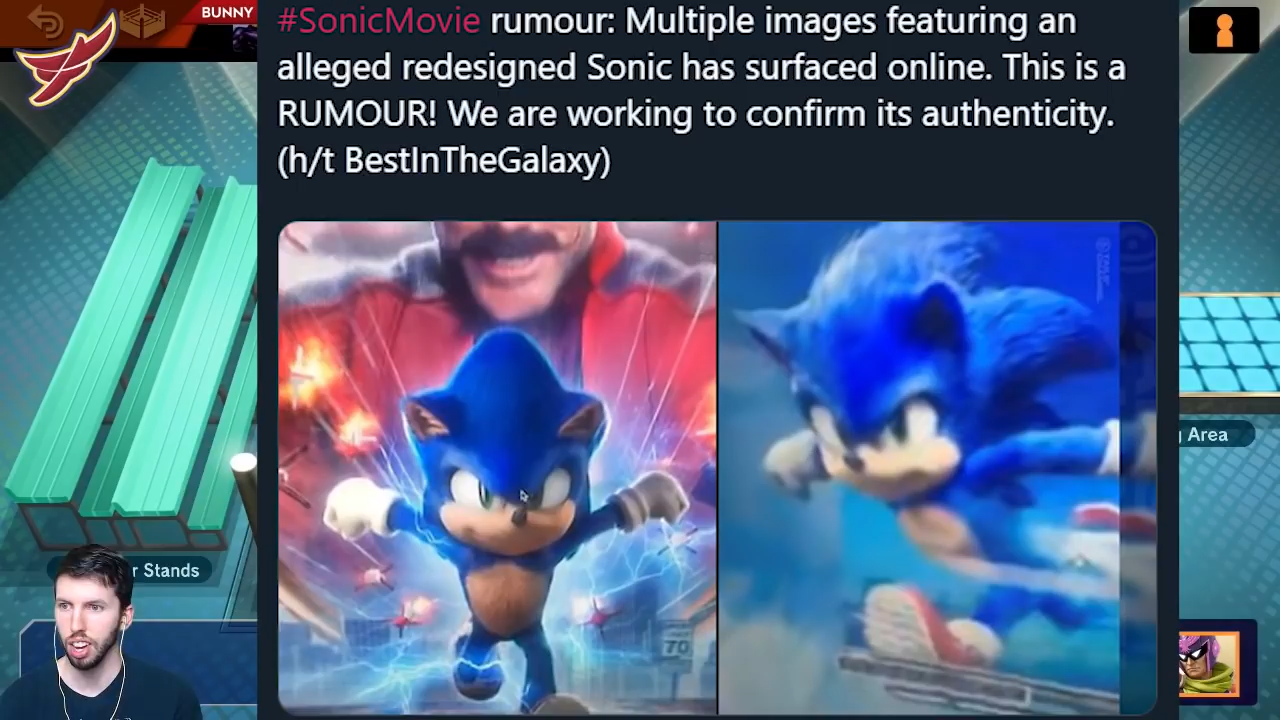 BUNNY
#SonicMovie rumour: Multiple images featuring an
alleged redesigned Sonic has surfaced online. This is a
RUMOUR! We are working to confirm its authenticity.
(h/t BestInTheGalaxy)
70
Area
r Stands